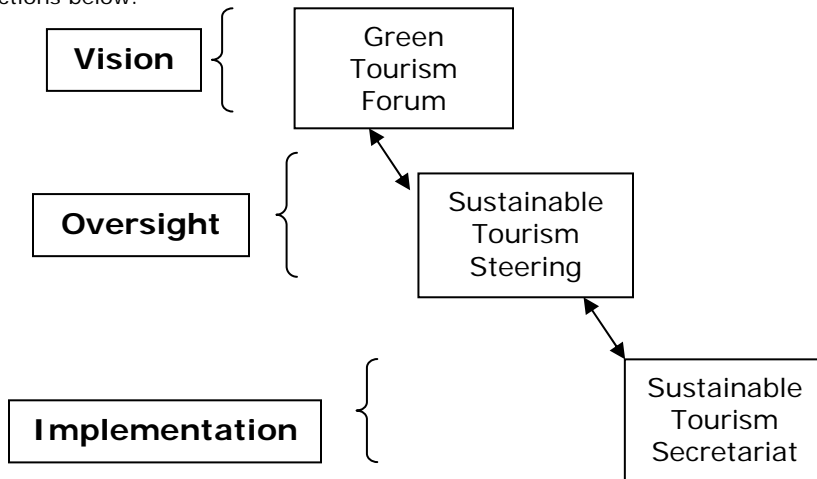 Vision
Green
Tourism
Forum
Oversight
Sustainable
Tourism
Steering
Implementation
Sustainable
Tourism
Secretariat